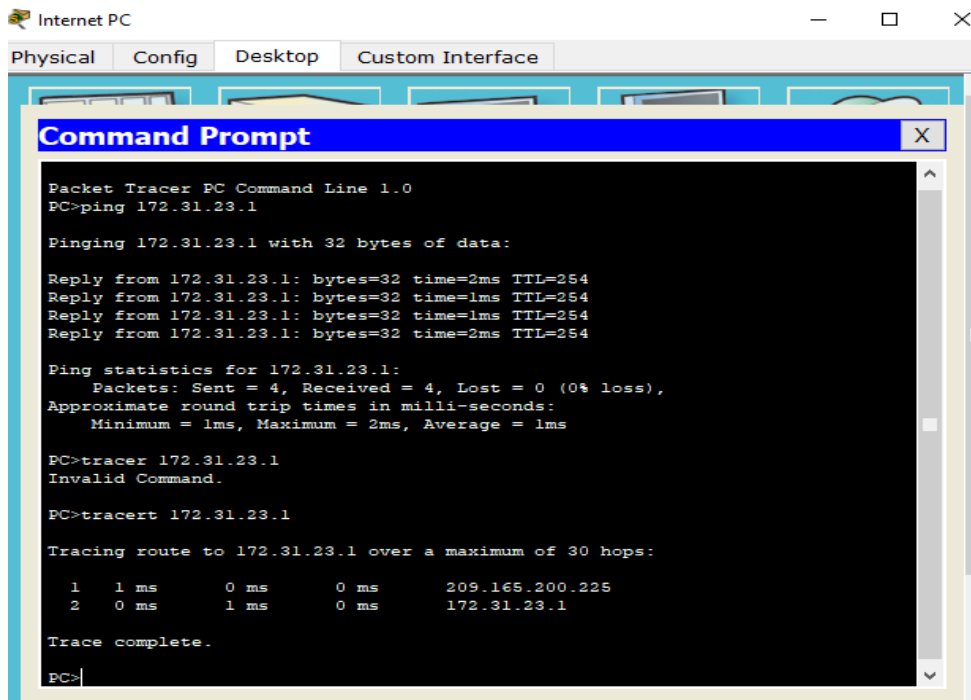 Internet PC
Physical Config Desktop Custom Interface
Command Prompt X
Packet Tracer PC Command Line 1.0
PC>ping 172.31.23.1
Pinging 172.31.23.1 with 32 bytes of data:
Reply from 172.31.23.1: bytes=32 time=2ms TTL=254
Reply from 172.31.23.1: bytes=32 time=1ms TTL=254
Reply from 172.31.23.1: bytes=32 time=1ms TTL=254
Reply from 172.31.23.1: bytes=32 time=2ms TTL=254
Ping statistics for 172.31.23.1:
Packets: Sent = 4, Received = 4, Lost = 0 (0% loss),
Approximate round trip times in milli-seconds:
Minimum = 1ms, Maximum = 2ms, Average = 1ms
PC>tracer 172.31.23.1
Invalid Command.
PC>tracert 172.31.23.1
Tracing route to 172.31.23.1 over a maximum of 30 hops:
1 1 ms 0 ms 0 ms 209.165.200.225
2 0 ms 1 ms 0 ms 172.31.23.1
Trace complete.
PC>